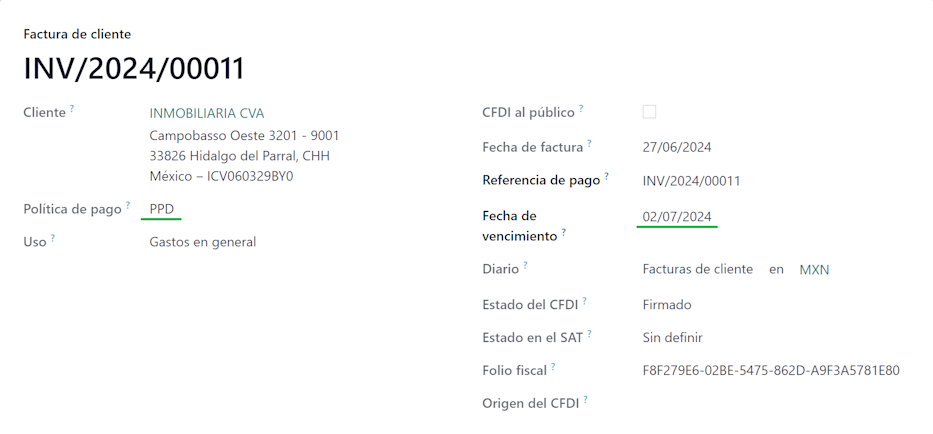 Factura de cliente
INV/2024/00011
Cliente ?
INMOBILIARIA CVA
Campobasso Oeste 3201 - 9001
33826 Hidalgo del Parral, CHH
México – ICV060329BY0
Política de pago ? PPD
Uso ? Gastos en general
CFDI al público ?
Fecha de factura ? 27/06/2024
Referencia de pago ? INV/2024/00011
Fecha de
vencimiento ? 02/07/2024
Diario ? Facturas de cliente en MXN
Estado del CFDI ? Firmado
Estado en el SAT ? Sin definir
Folio fiscal ? F8F279E6-02BE-5475-862D-A9F3A5781E80
Origen del CFDI ?